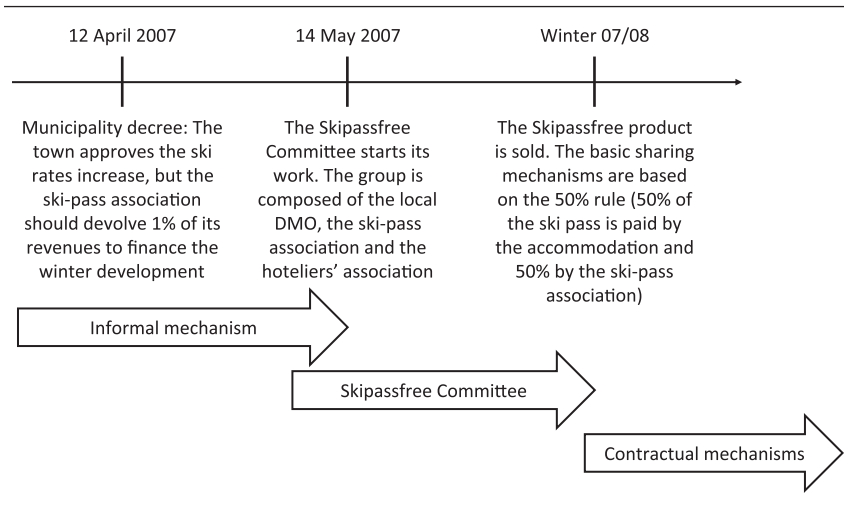 12 April 2007
14 May 2007
Winter 07/08
Municipality decree: The
town approves the ski
rates increase, but the
ski-pass association
should devolve 1% of its
revenues to finance the
winter development
The Skipassfree
Committee starts its
work. The group is
composed of the local
DMO, the ski-pass
association and the
hoteliers’ association
The Skipassfree product
is sold. The basic sharing
mechanisms are based
on the 50% rule (50% of
the ski pass is paid by
the accommodation and
50% by the ski-pass
association)
Informal mechanism
Skipassfree Committee
Contractual mechanisms